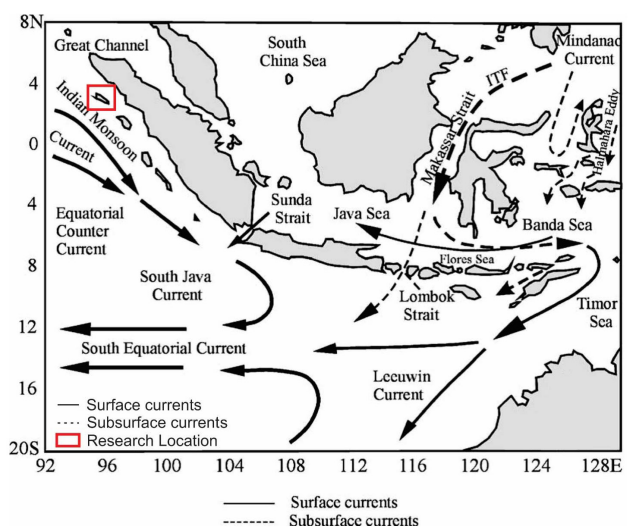 8N
Great Channel
South
China Sea
Mindanao
Current
ITF
4
Indian Monsoon
Makassar Strait
Halmahara Eddy
0
Current
Sunda
Strait
4
Java Sea
Banda Sea
Equatorial
Counter
Current
Flores Sea
8
South Java
Current
Lombok
Strait
Timor
Sea
12
South Equatorial Current
Leeuwin
Current
16
Surface currents
Subsurface currents
Research Location
20S
92 96 100 104 108 112 116 120 124 128E
Surface currents
Subsurface currents